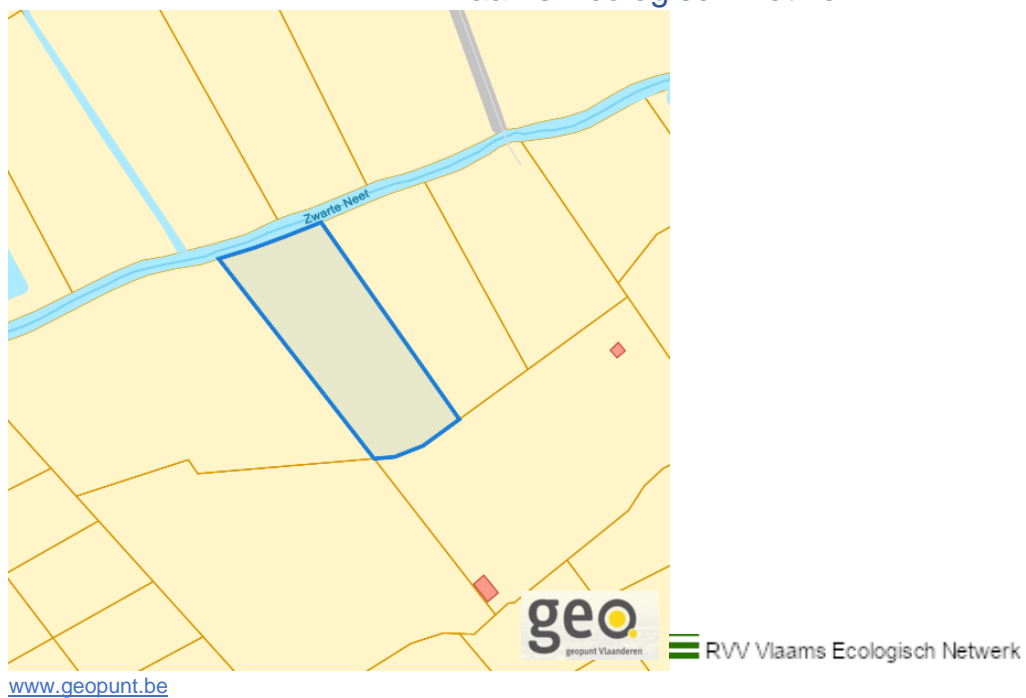 Zwarte Neet
geo
geopunt Vlaanderen
RVV Vlaams Ecologisch Netwerk
www.geopunt.be